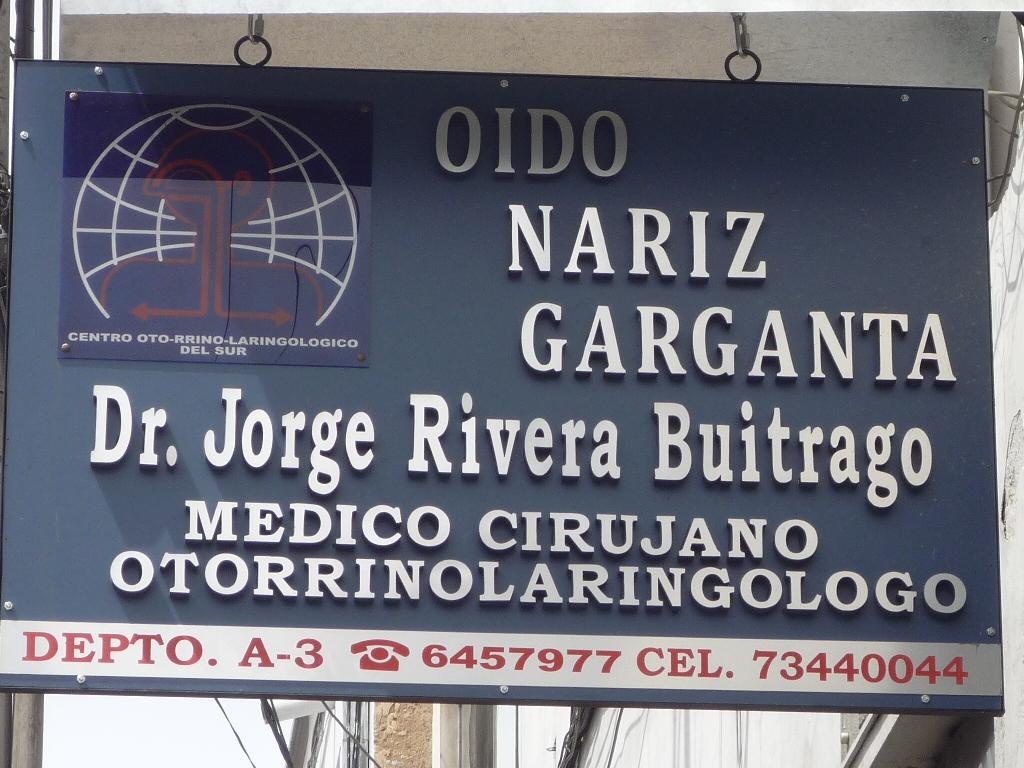 OIDO
NARIZ
GARGANTA
CENTRO OTO-RRINO-LARINGOLOGICO
DEL SUR
Dr. Jorge Rivera Buitrago
MEDICO CIRUJANO
OTORRINOLARINGOLOGO
DEPTO. A-3 ☎ 6457977 CEL. 73440044